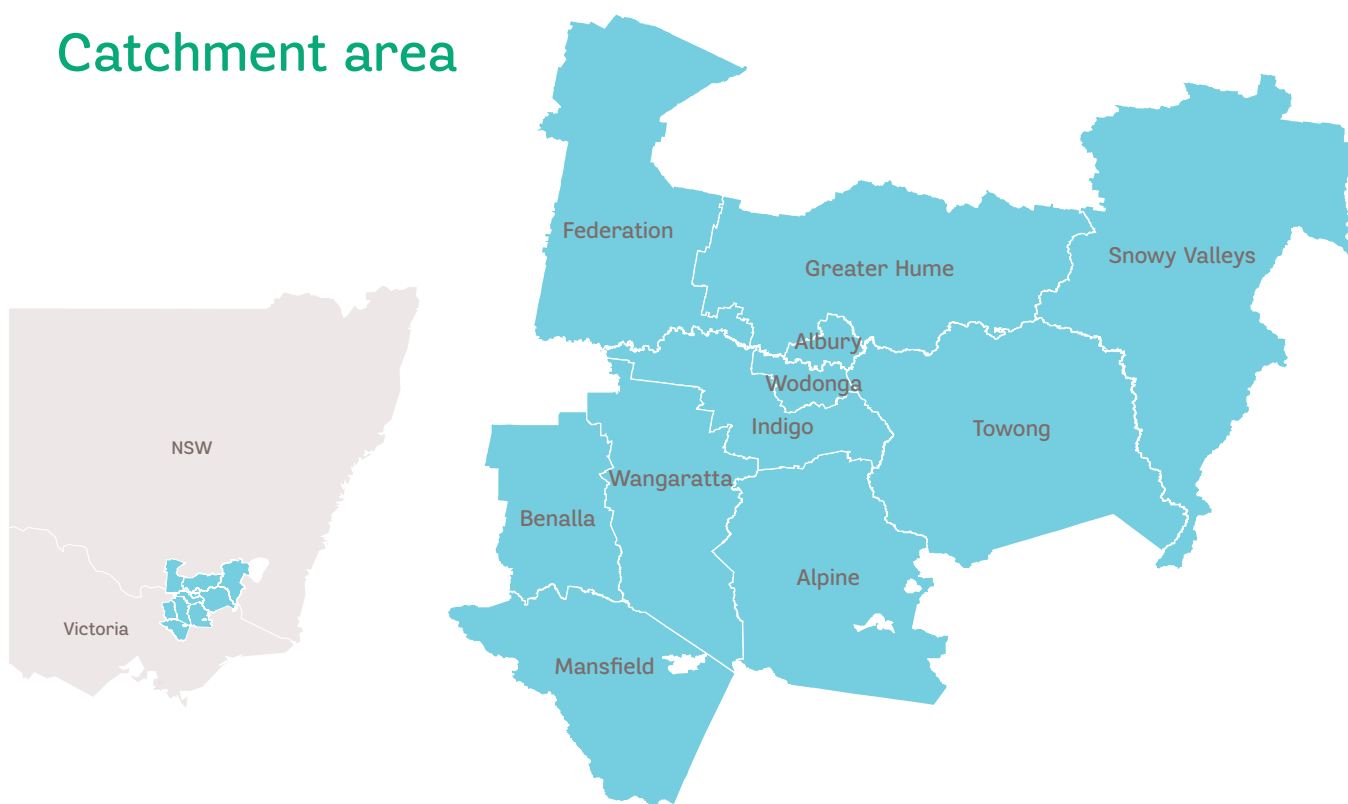 Catchment area
Federation
Greater Hume
Snowy Valleys
Albury
Wodonga
Indigo
Towong
NSW
Wangaratta
Benalla
Alpine
Victoria
Mansfield